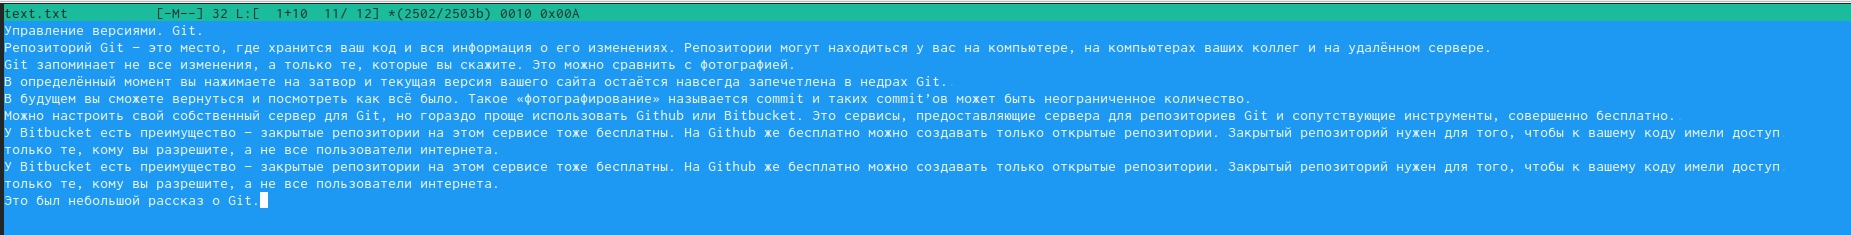 text.txt [-M--] 32 L:[ 1+10 11/ 12] *(2502/2503b) 0010 0x00A
Управление версиями. Git.
Репозиторий Git – это место, где хранится ваш код и вся информация о его изменениях. Репозитории могут находиться у вас на компьютере, на компьютерах ваших коллег и на удалённом сервере.
Git запоминает не все изменения, а только те, которые вы скажите. Это можно сравнить с фотографией.
В определённый момент вы нажимаете на затвор и текущая версия вашего сайта остаётся навсегда запечетлена в недрах Git.
В будущем вы сможете вернуться и посмотреть как всё было. Такое «фотографирование» называется commit и таких commit’ов может быть неограниченное количество.
Можно настроить свой собственный сервер для Git, но гораздо проще использовать Github или Bitbucket. Это сервисы, предоставляющие сервера для репозиториев Git и сопутствующие инструменты, совершенно бесплатно.
У Bitbucket есть преимущество – закрытые репозитории на этом сервисе тоже бесплатны. На Github же бесплатно можно создавать только открытые репозитории. Закрытый репозиторий нужен для того, чтобы к вашему коду имели доступ
только те, кому вы разрешите, а не все пользователи интернета.
У Bitbucket есть преимущество – закрытые репозитории на этом сервисе тоже бесплатны. На Github же бесплатно можно создавать только открытые репозитории. Закрытый репозиторий нужен для того, чтобы к вашему коду имели доступ
только те, кому вы разрешите, а не все пользователи интернета.
Это был небольшой рассказ о Git.